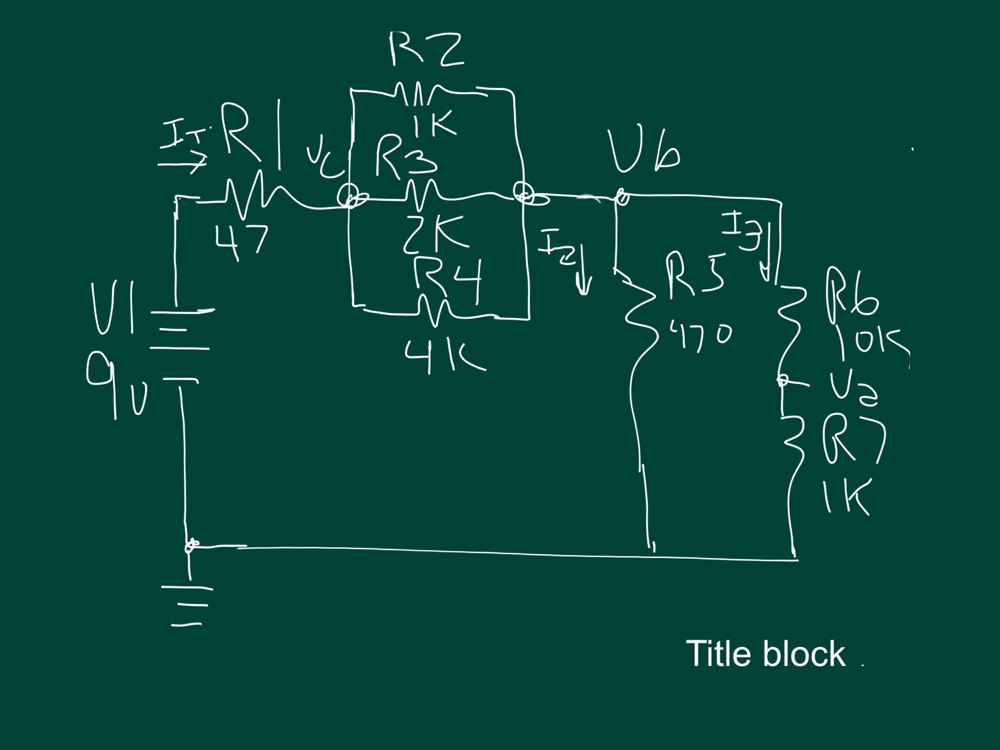 R2
1K
IT
R1
VC
R3
Vb
47
2K
I2
I3
R4
R5
470
V1
9V
4K
R6
10K
Va
R7
1K
Title block